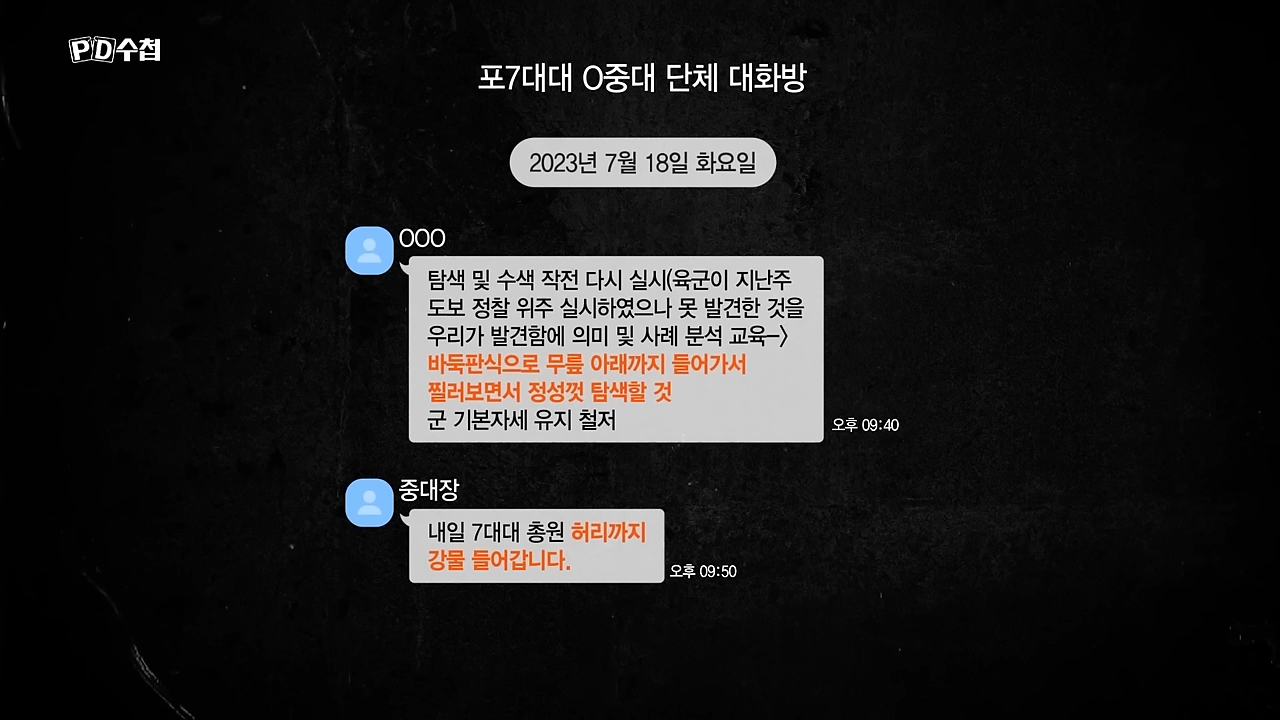 PD수첩
포7대대 O중대 단체 대화방
2023년 7월 18일 화요일
OOO
탐색 및 수색 작전 다시 실시(육군이 지난주
도보 정찰 위주 실시하였으나 못 발견한 것을
우리가 발견함에 의미 및 사례 분석 교육->
바둑판식으로 무릎 아래까지 들어가서
찔러보면서 정성껏 탐색할 것
군 기본자세 유지 철저
오후 09:40
중대장
내일 7대대 총원 허리까지
강물 들어갑니다.
오후 09:50